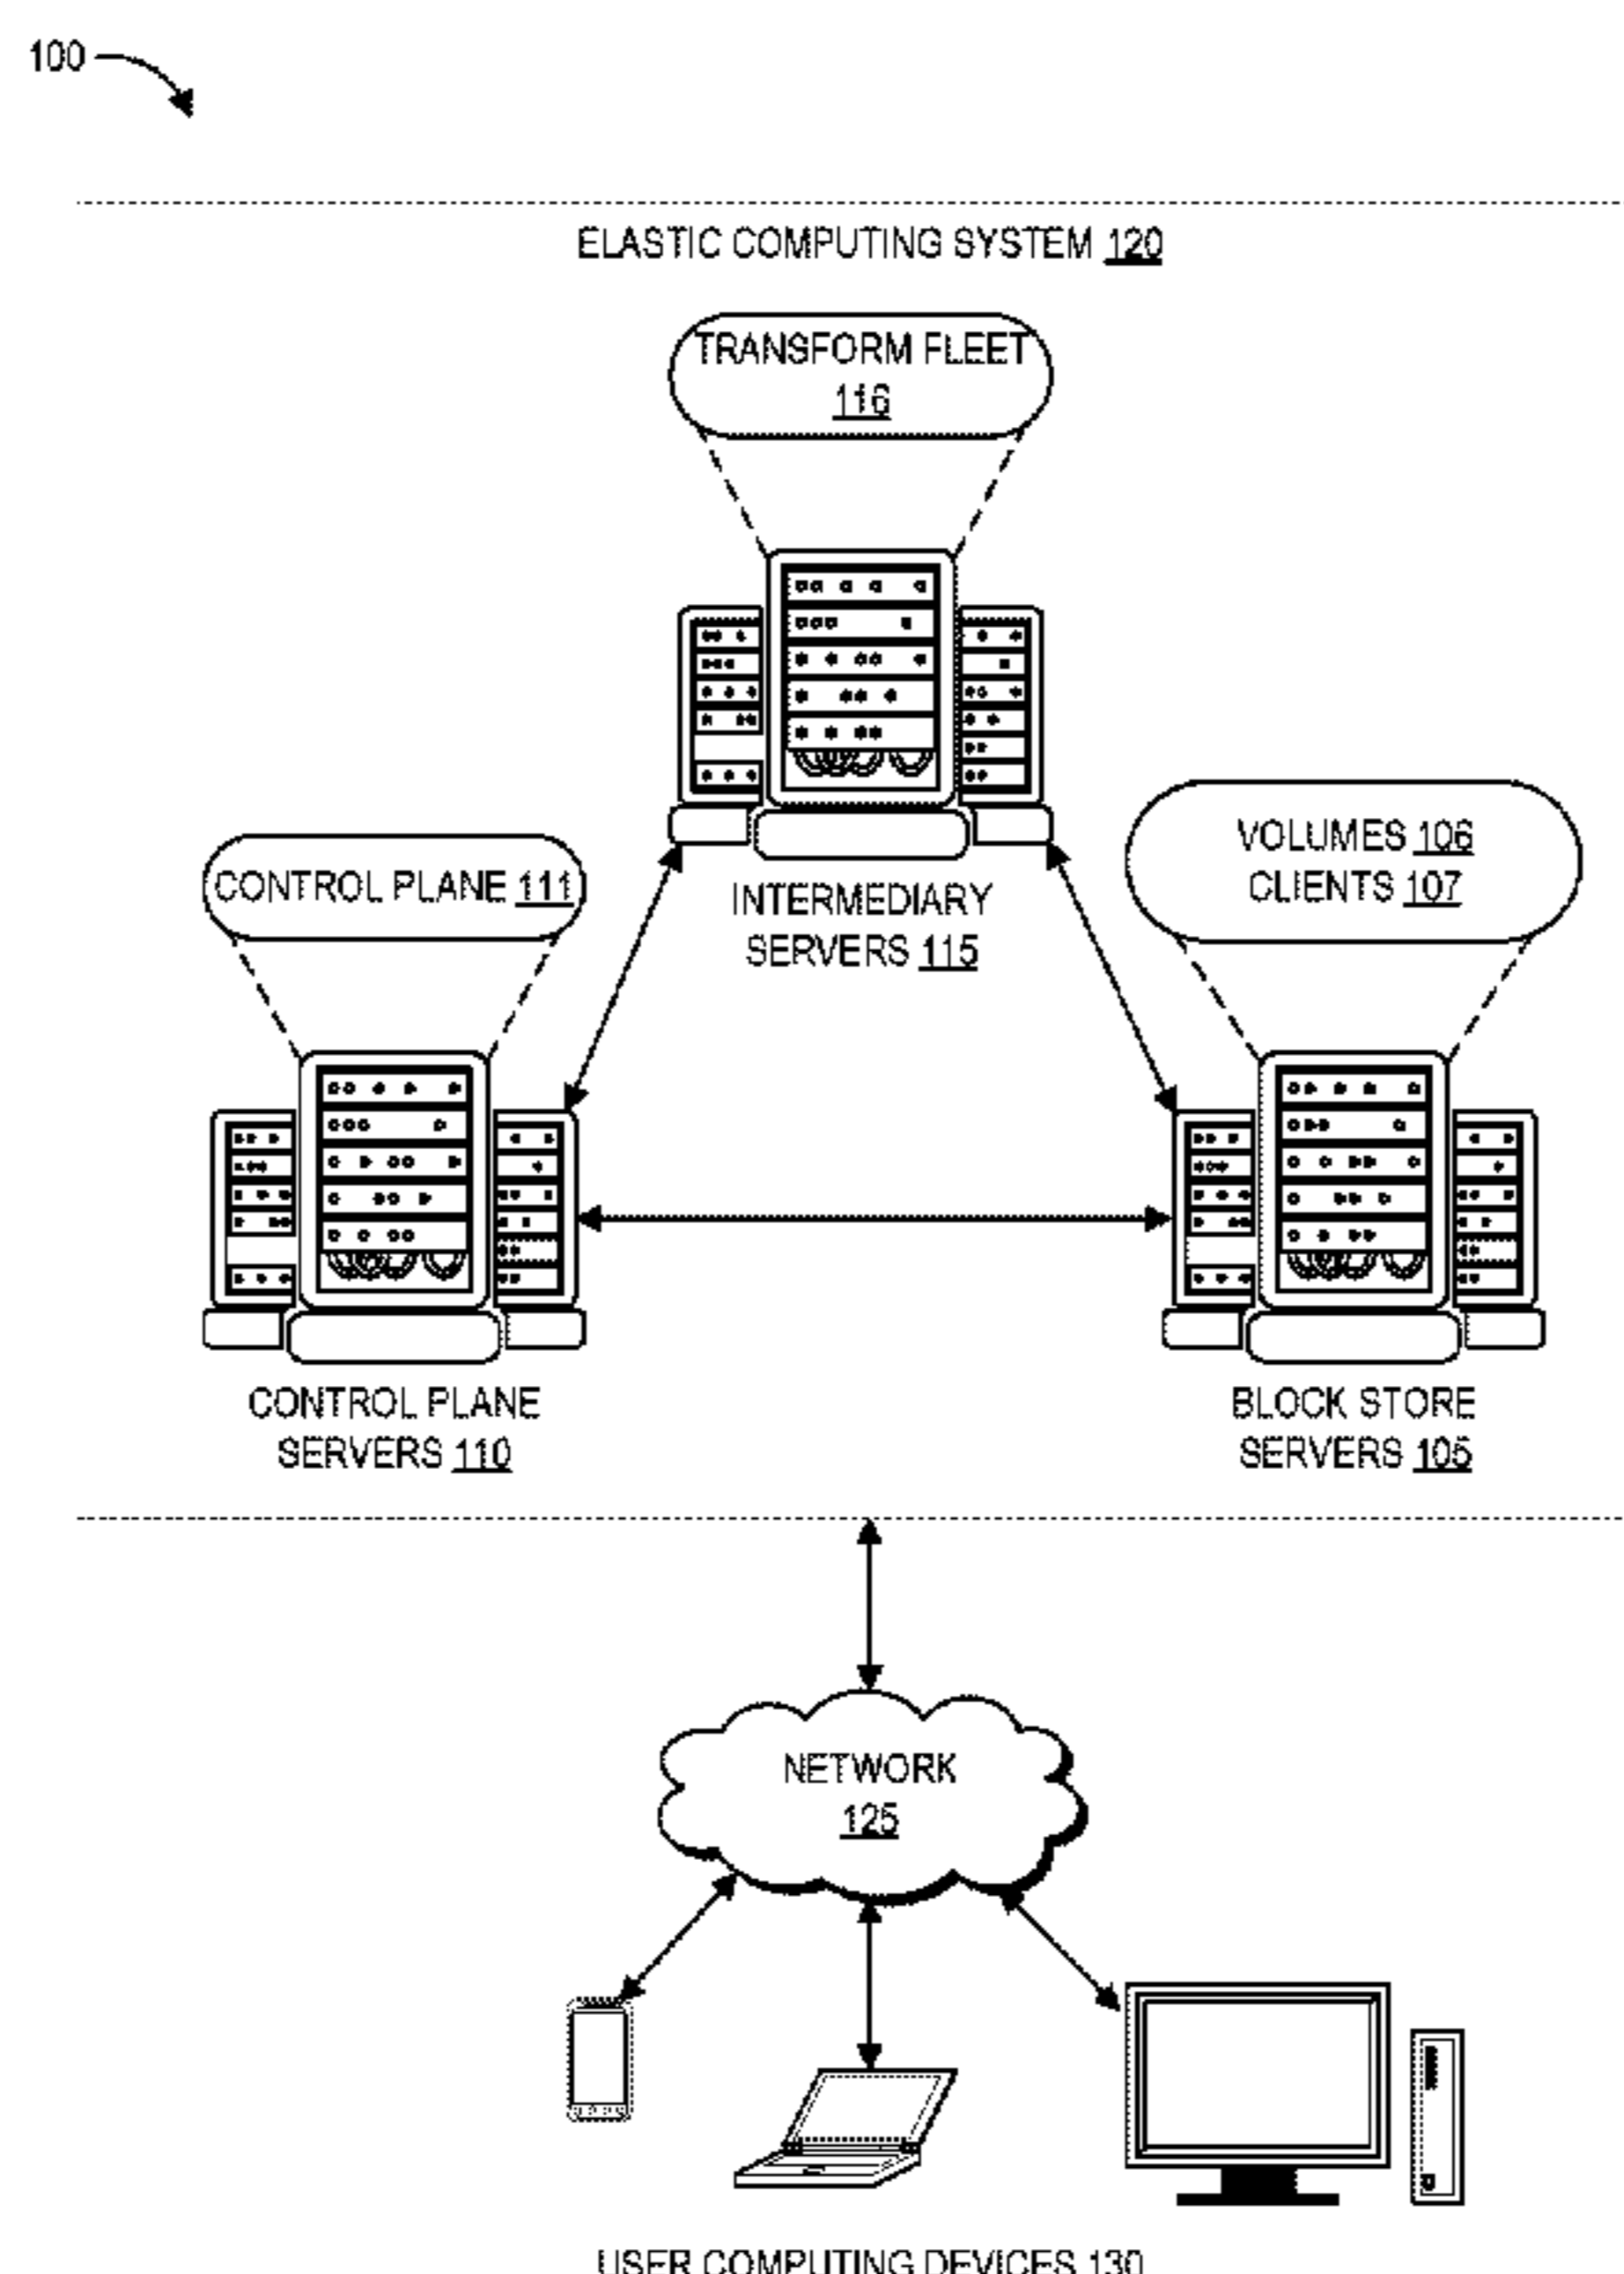 100
ELASTIC COMPUTING SYSTEM 120
TRANSFORM FLEET
116
INTERMEDIARY
SERVERS 115
CONTROL PLANE 111
VOLUMES 106
CLIENTS 107
CONTROL PLANE
SERVERS 110
BLOCK STORE
SERVERS 105
NETWORK
125
USER COMPUTING DEVICES 130